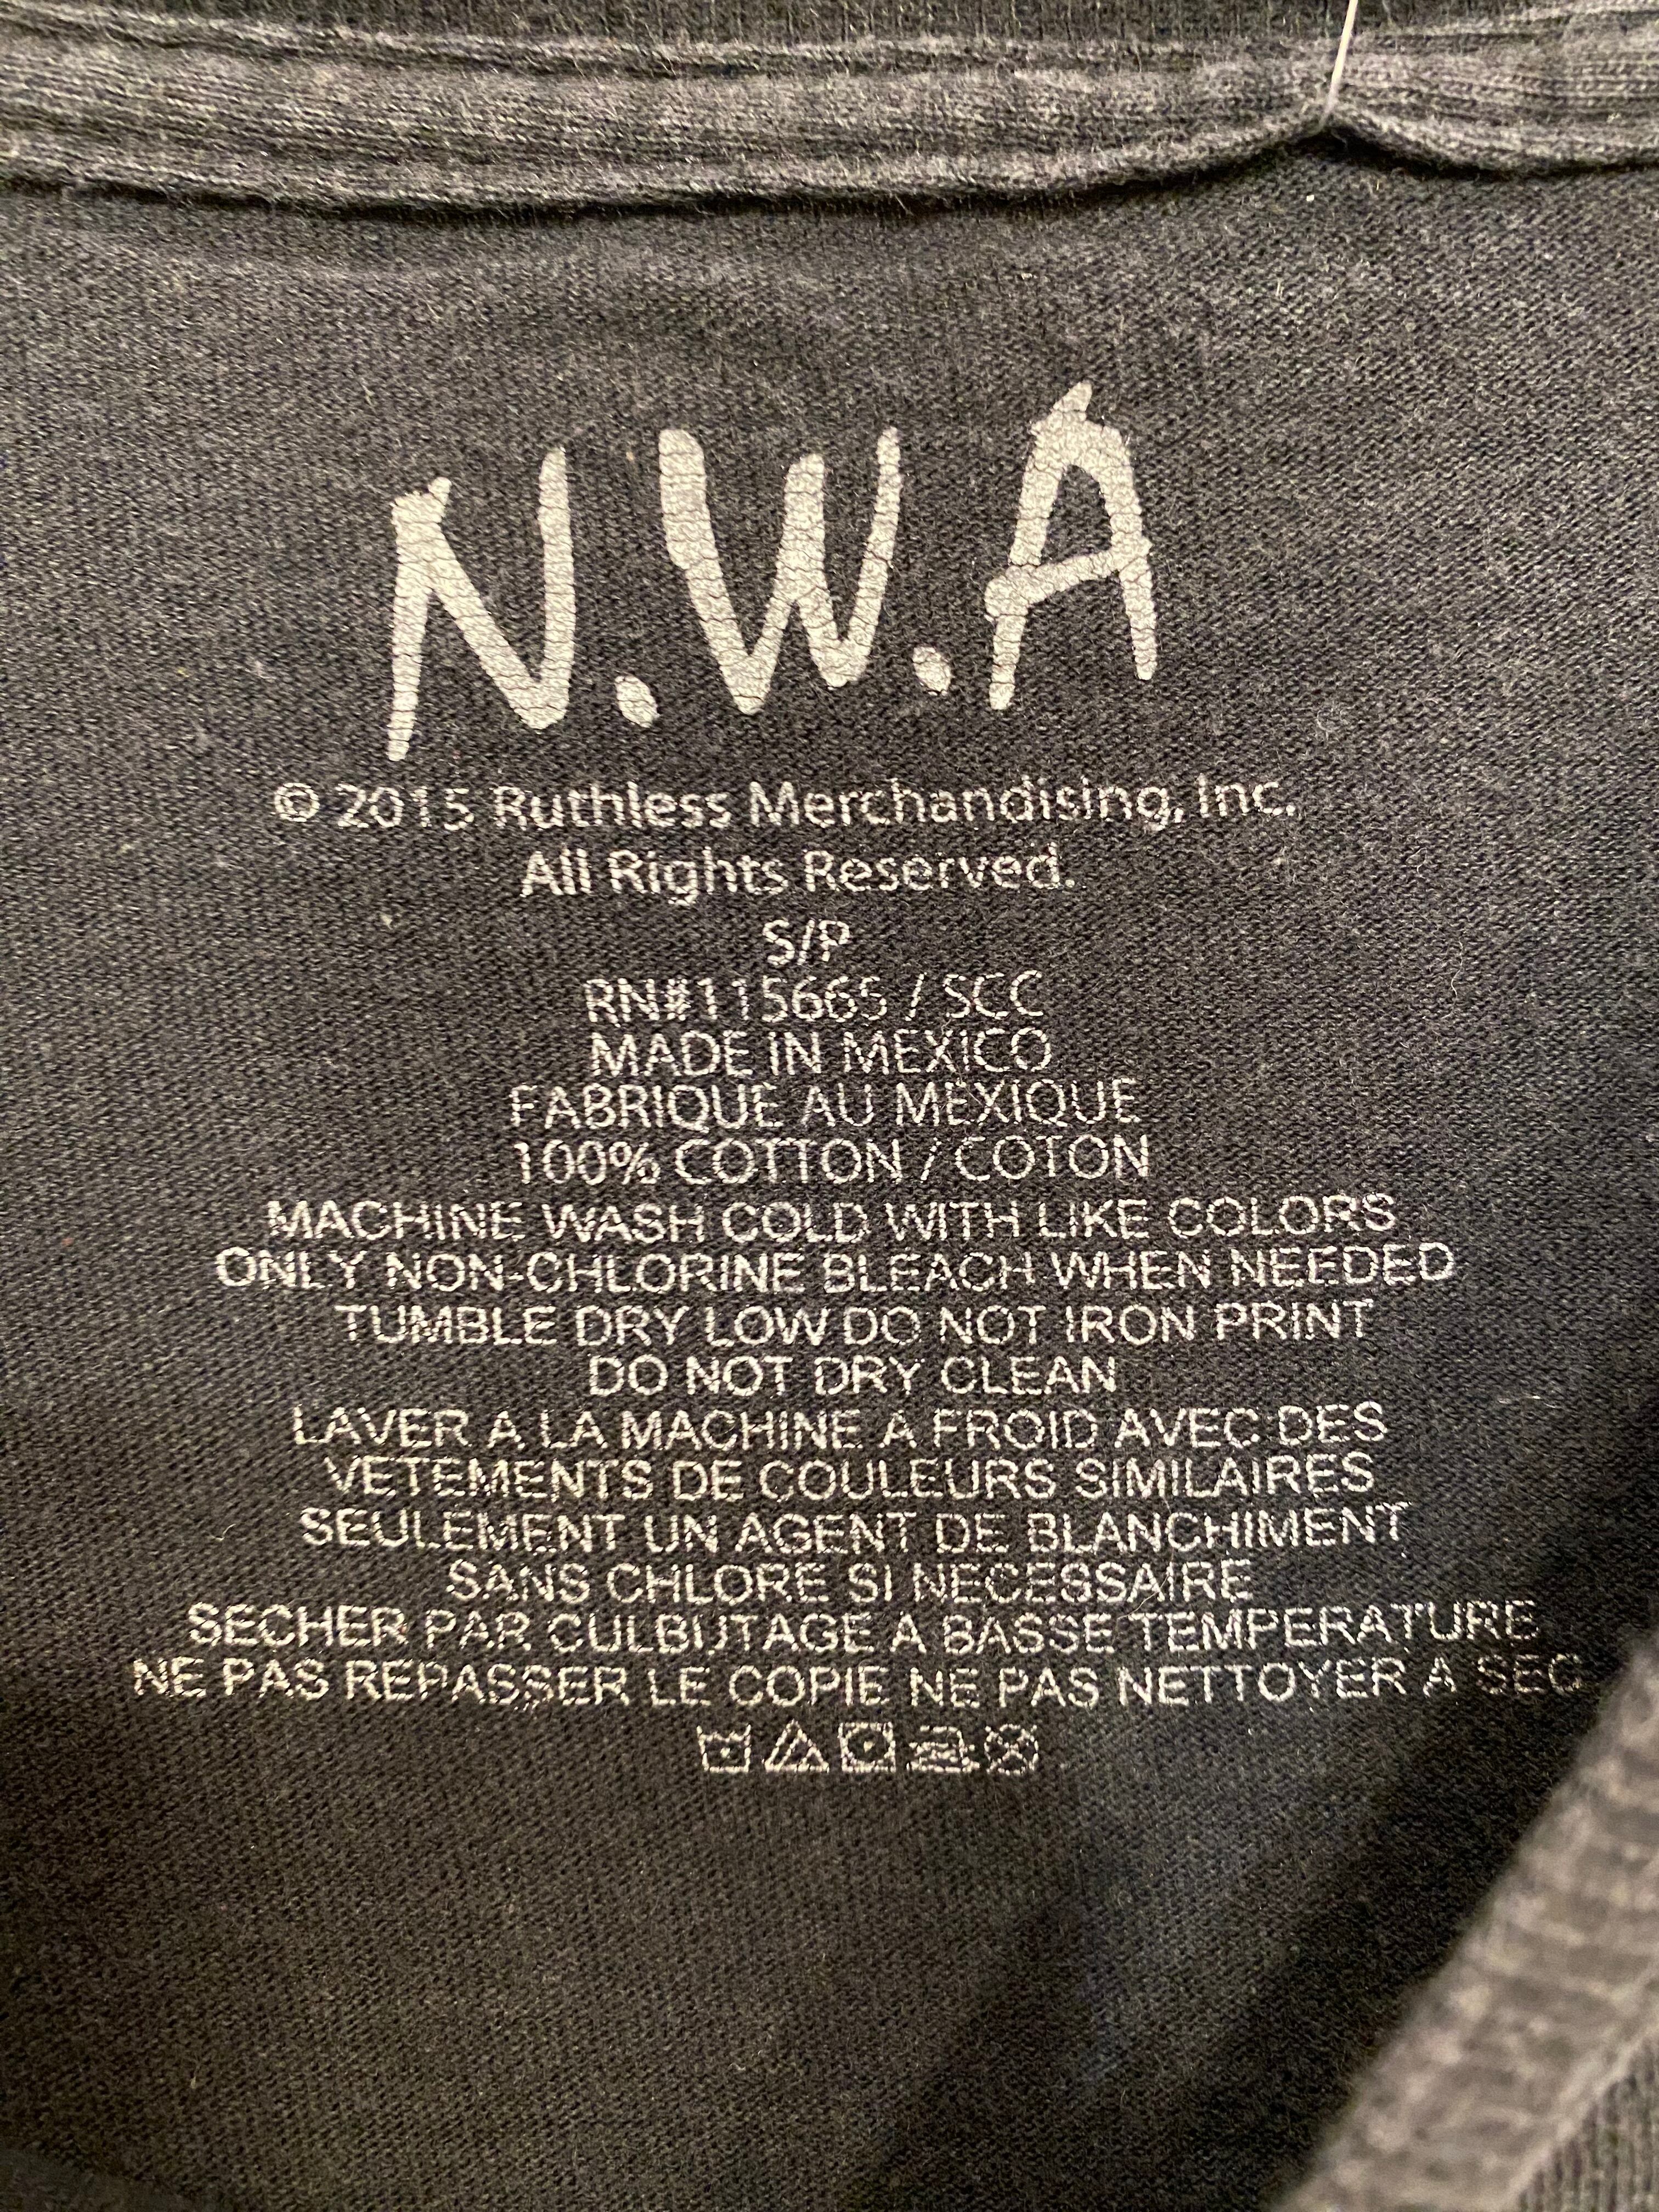 N.W.A
© 2015 Ruthless Merchandising, Inc.
All Rights Reserved.
S/P
RN#115665 / SCC
MADE IN MEXICO
FABRIQUE AU MEXIQUE
100% COTTON / COTON
MACHINE WASH COLD WITH LIKE COLORS
ONLY NON-CHLORINE BLEACH WHEN NEEDED
TUMBLE DRY LOW DO NOT IRON PRINT
DO NOT DRY CLEAN
LAVER A LA MACHINE A FROID AVEC DES
VETEMENTS DE COULEURS SIMILAIRES
SEULEMENT UN AGENT DE BLANCHIMENT
SANS CHLORE SI NECESSAIRE
SECHER PAR CULBUTAGE A BASSE TEMPERATURE
NE PAS REPASSER LE COPIE NE PAS NETTOYER A SEC